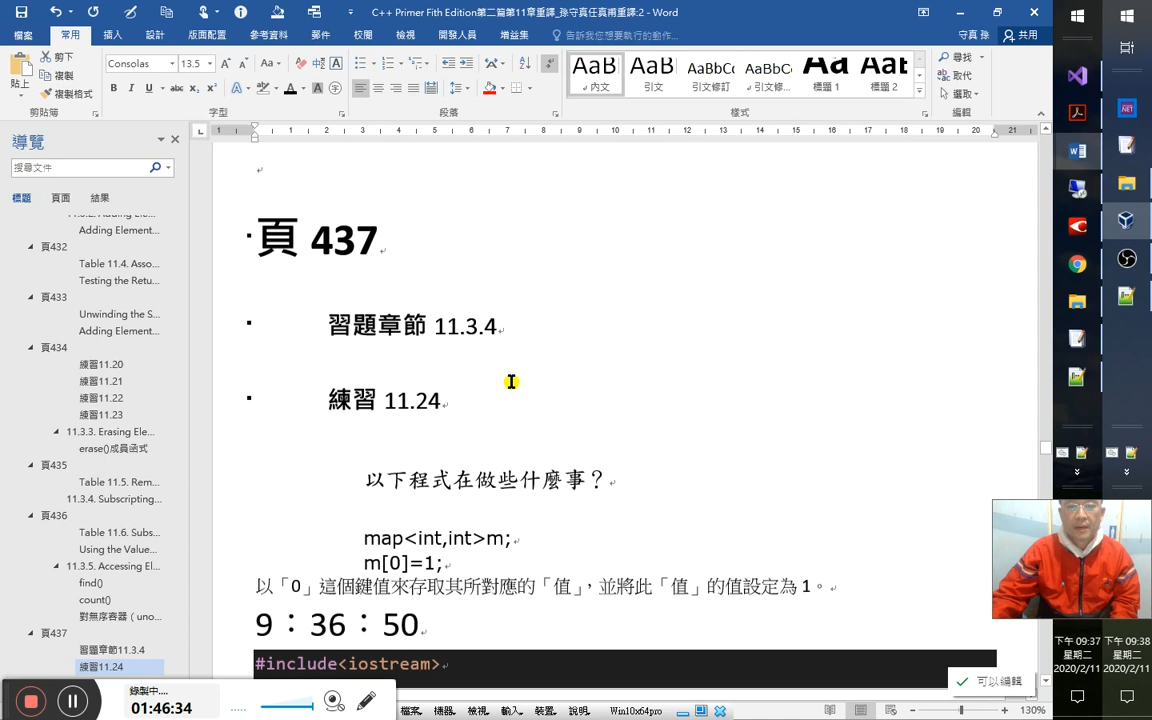 C++ Primer Fith Edition第二篇第11章重譯.孫守真任真甫重譯:2 - Word
檔案 常用 插入 設計 版面配置 參考資料 郵件 校閱 檢視 開發人員 增益集 告訴我您想要執行的動作... 守真 孫 共用
貼上 剪下 複製 複製格式 剪貼簿
Consolas 13.5 字型
段落
AaB 內文 AaB 引文 AaBbCc 引文修訂 AaBbC 引文修... AaB 標題 1 AaBb 標題 2 樣式
尋找 取代 選取 編輯
導覽
搜尋文件
標題 頁面 結果
Adding Element...
頁432
Table 11.4. Asso...
Testing the Retu...
頁433
Unwinding the S...
Adding Element...
頁434
練習11.20
練習11.21
練習11.22
練習11.23
11.3.3. Erasing Ele...
erase()成員函式
頁435
Table 11.5. Rem...
11.3.4. Subscripting...
頁436
Table 11.6. Subs...
Using the Value...
11.3.5. Accessing El...
find()
count()
對無序容器（uno...
頁437
習題章節11.3.4
練習11.24
頁 437
習題章節 11.3.4
練習 11.24
以下程式在做些什麼事？
map<int,int>m;
m[0]=1;
以「0」這個鍵值來存取其所對應的「值」，並將此「值」的值設定為 1。
9：36：50
#include<iostream>
可以編輯
錄製中....
01:46:34
檔案, 機器, 檢視, 輸入, 裝置, 說明, Win10x64pro
130%
下午 09:37
星期二
2020/2/11
下午 09:38
星期二
2020/2/11